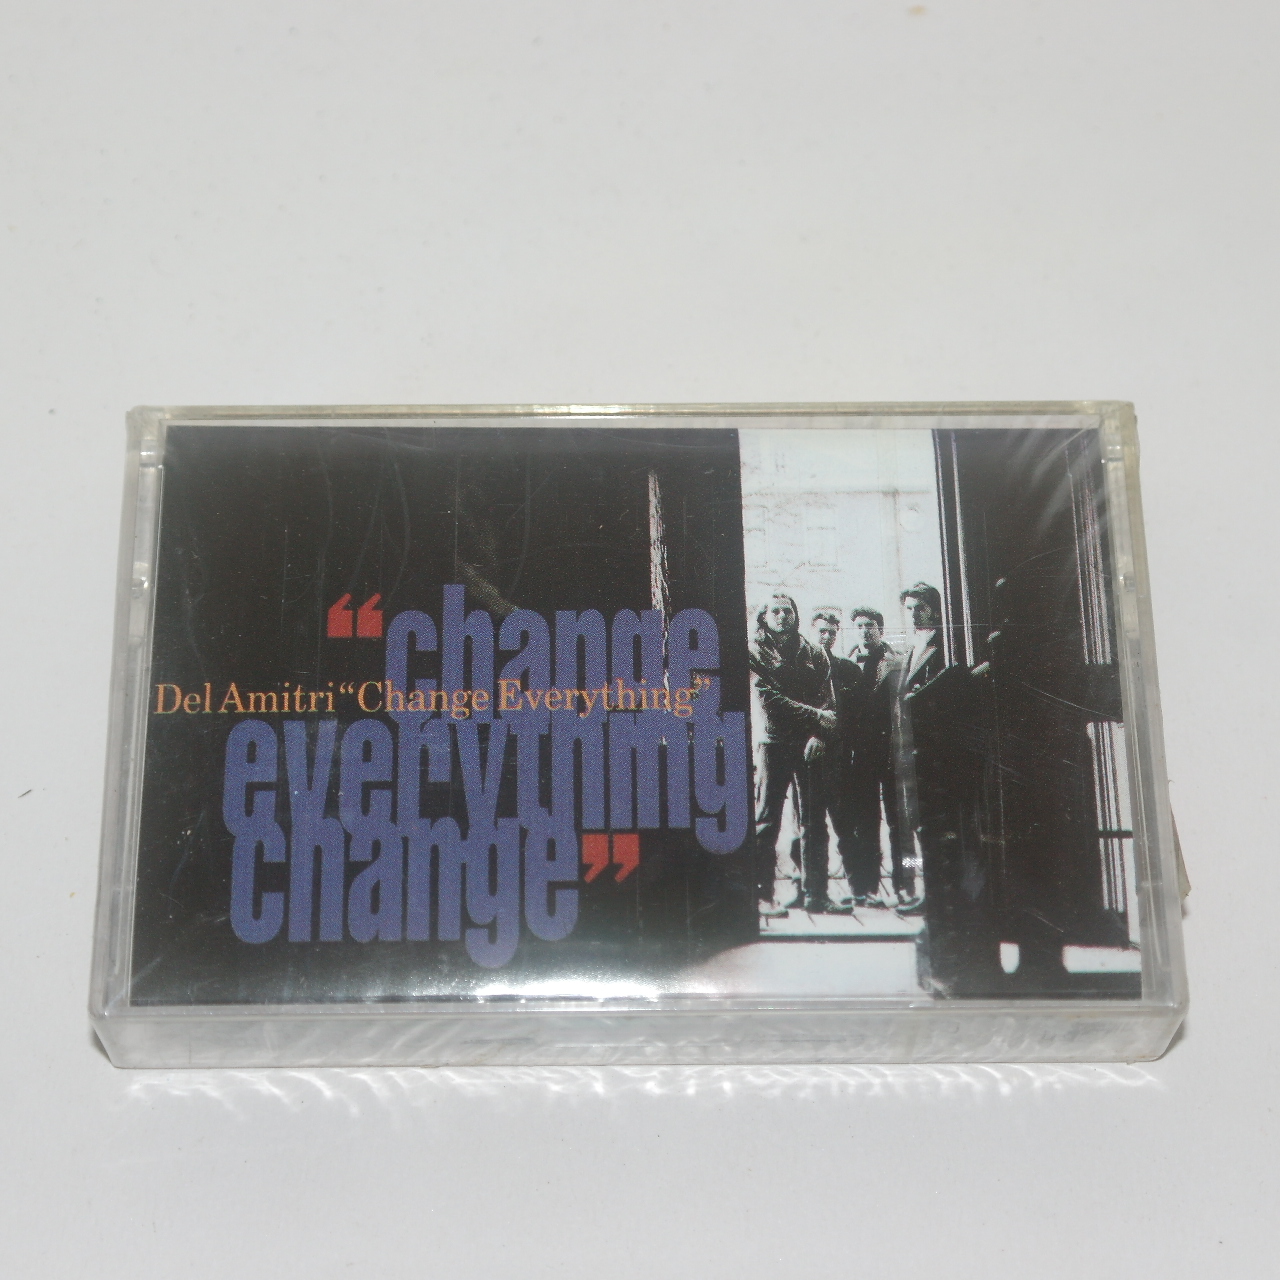 “change
Del Amitri “Change Everything”
everything
change”